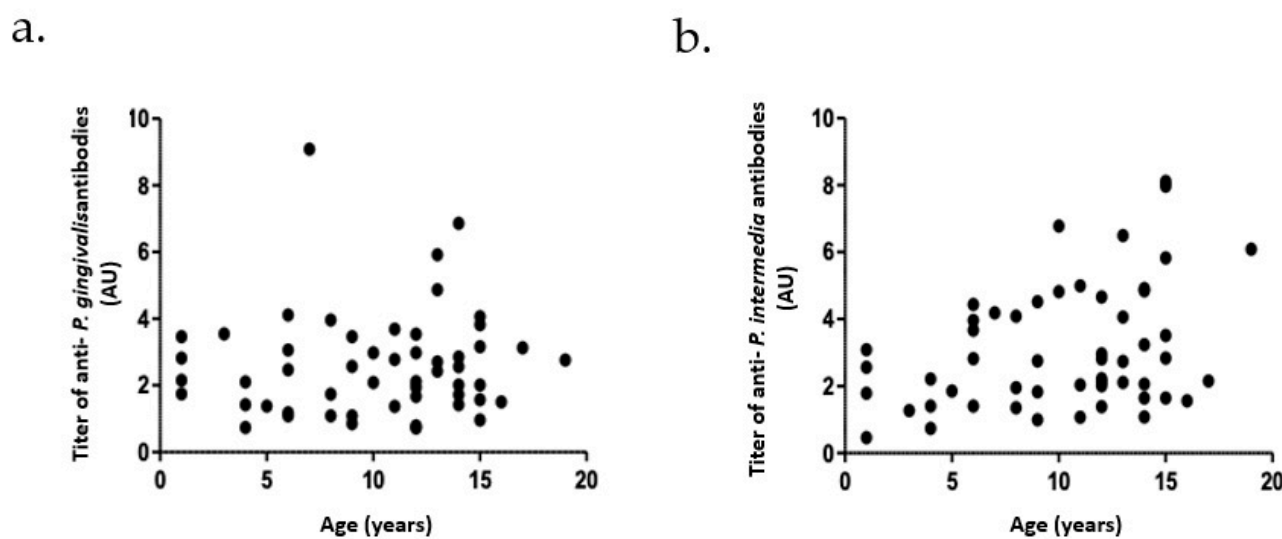 a.
b.
Titer of anti- P. gingivalisantibodies
(AU)
10
8
6
4
2
0
0
5
10
15
20
Age (years)
Titer of anti- P. intermedia antibodies
(AU)
10
8
6
4
2
0
0
5
10
15
20
Age (years)